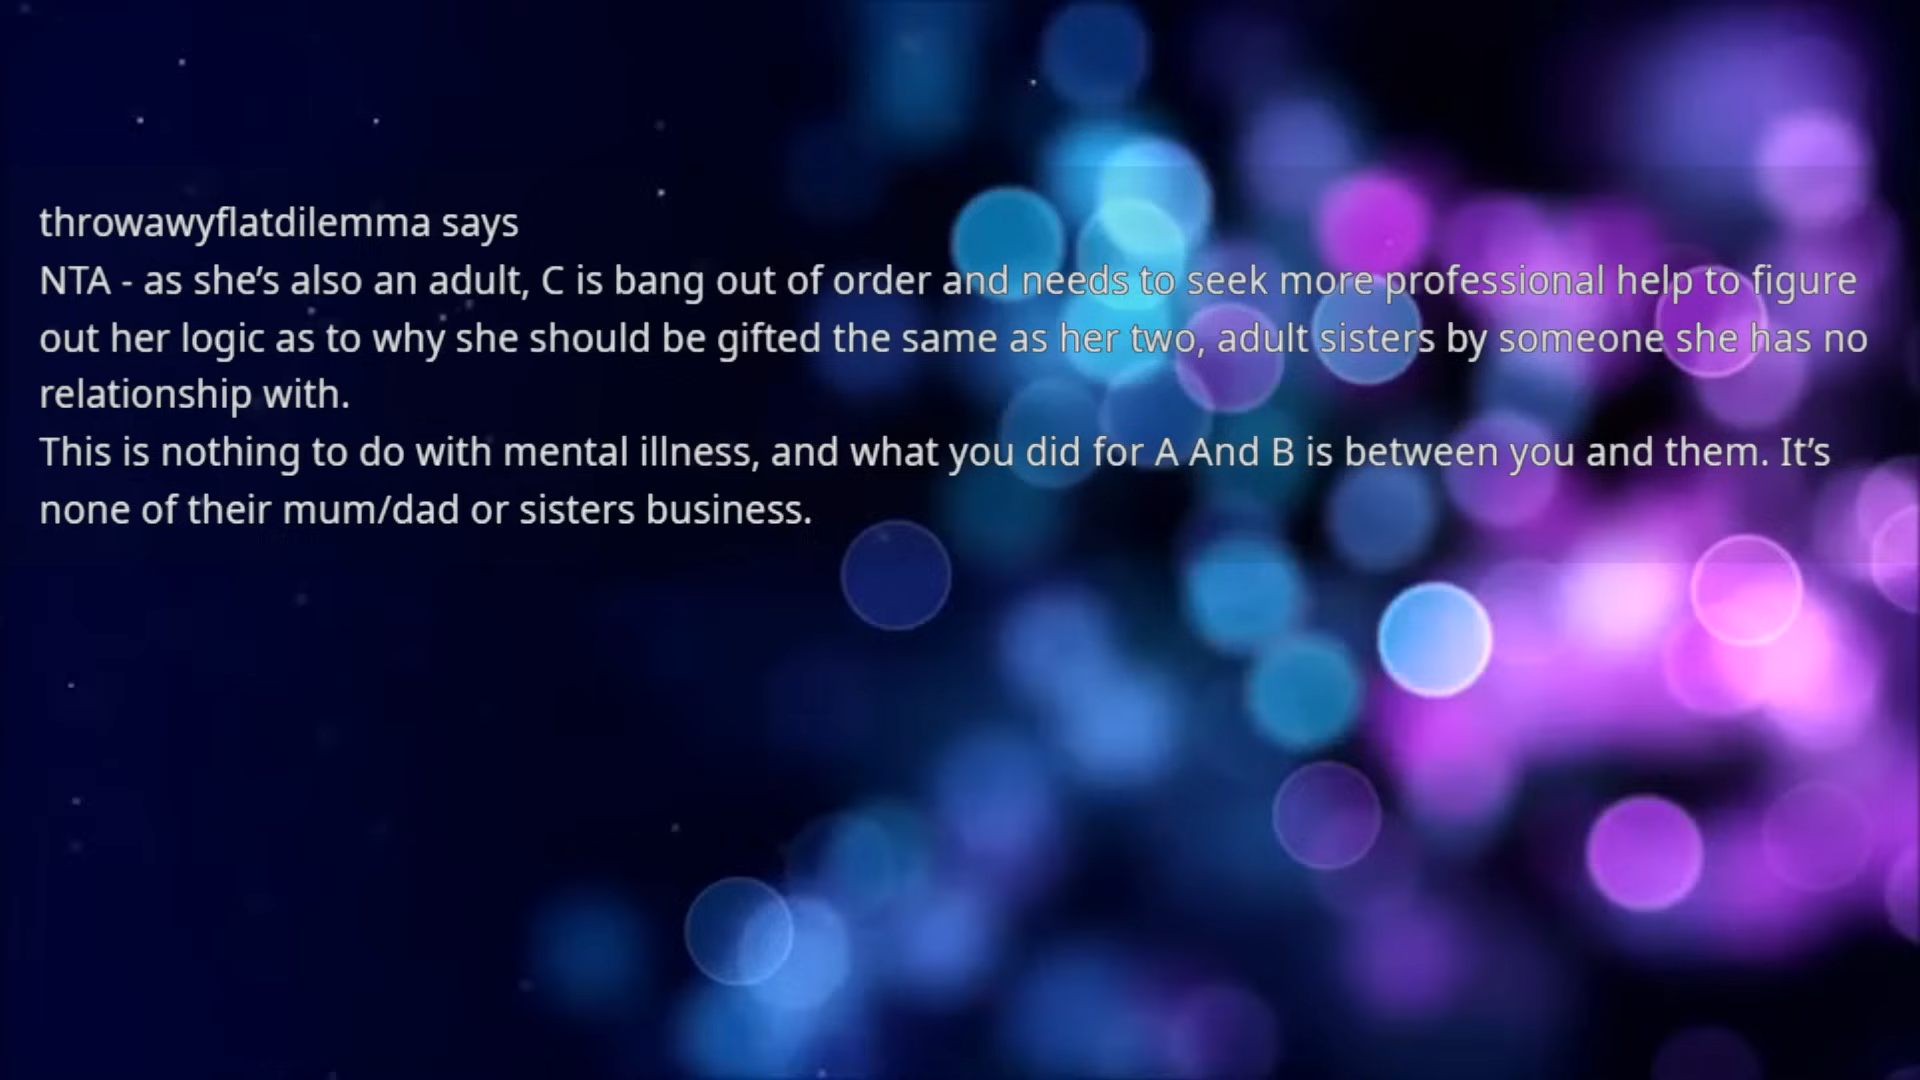 throwawyflatdilemma says
NTA - as she’s also an adult, C is bang out of order and needs to seek more professional help to figure
out her logic as to why she should be gifted the same as her two, adult sisters by someone she has no
relationship with.
This is nothing to do with mental illness, and what you did for A And B is between you and them. It’s
none of their mum/dad or sisters business.